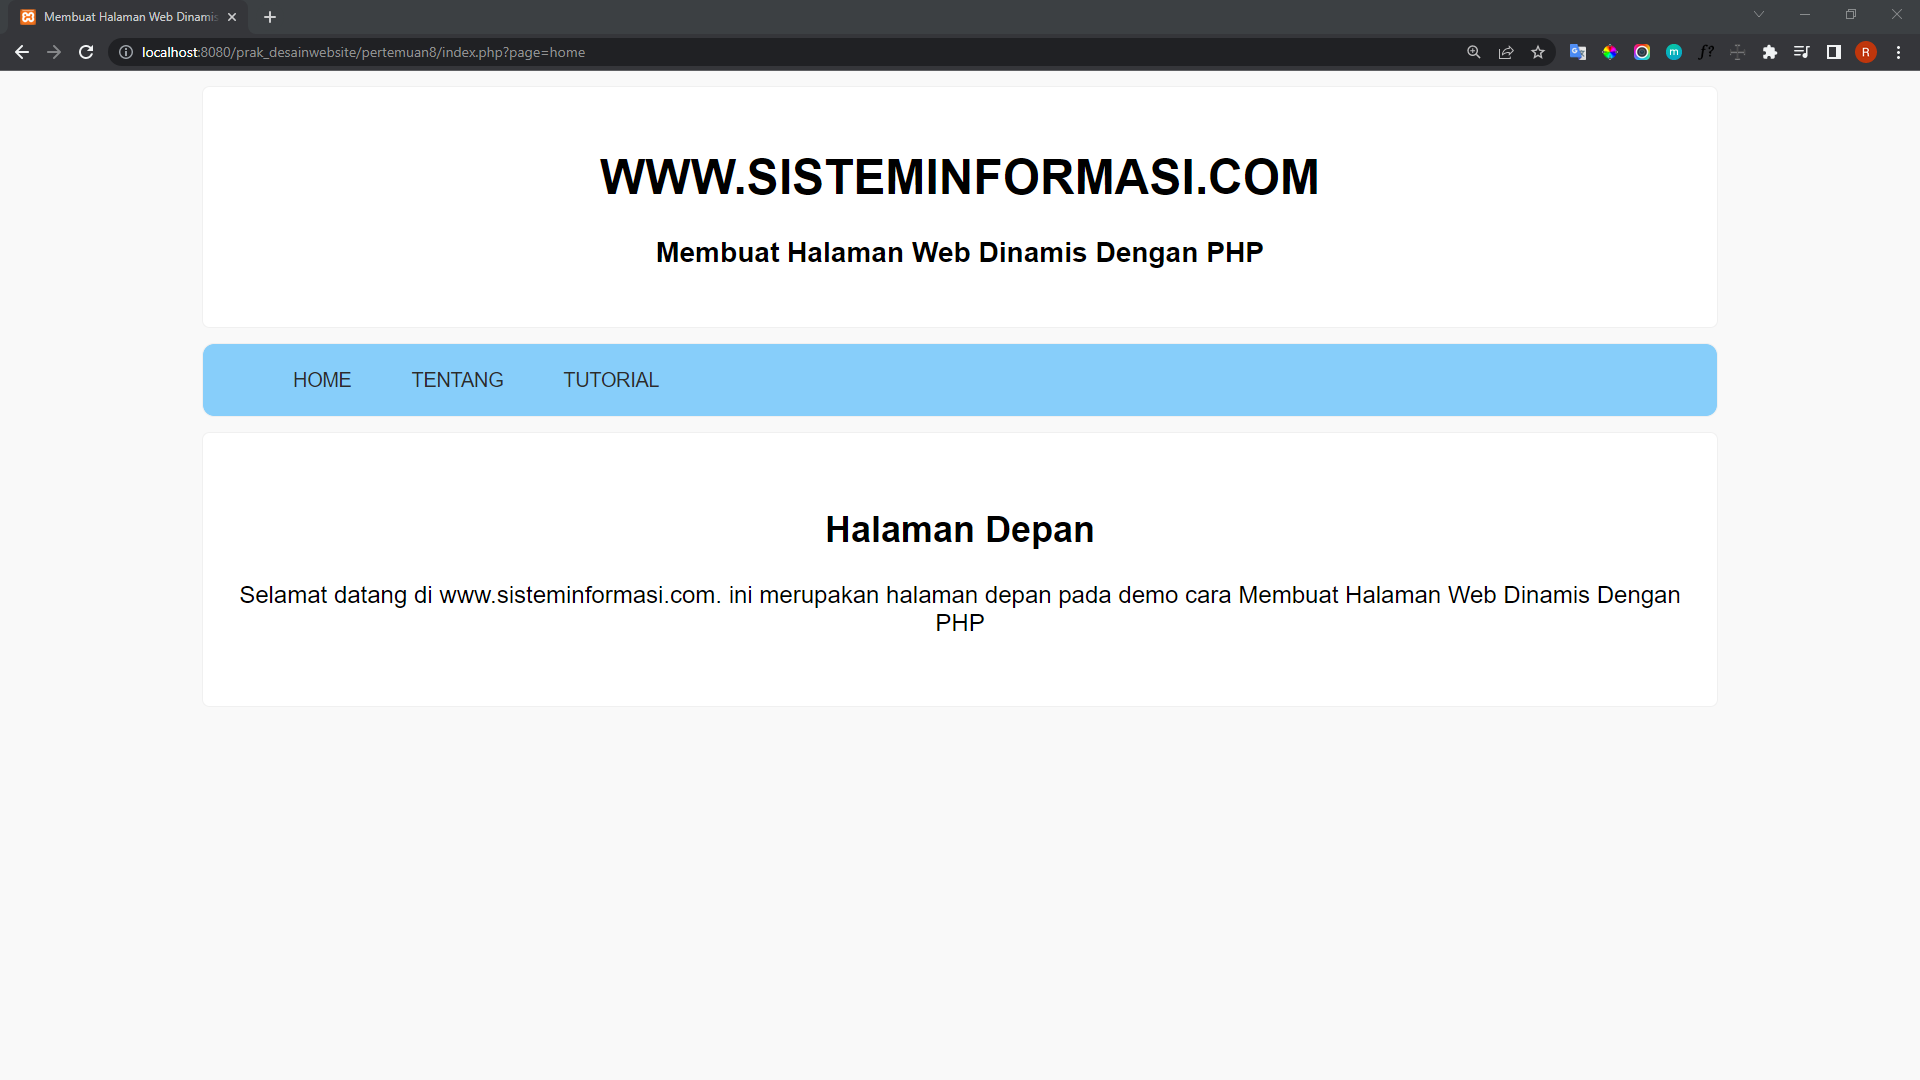 Membuat Halaman Web Dinamis
localhost:8080/prak_desainwebsite/pertemuan8/index.php?page=home
m
f?
R
WWW.SISTEMINFORMASI.COM
Membuat Halaman Web Dinamis Dengan PHP
HOME
TENTANG
TUTORIAL
Halaman Depan
Selamat datang di www.sisteminformasi.com. ini merupakan halaman depan pada demo cara Membuat Halaman Web Dinamis Dengan
PHP